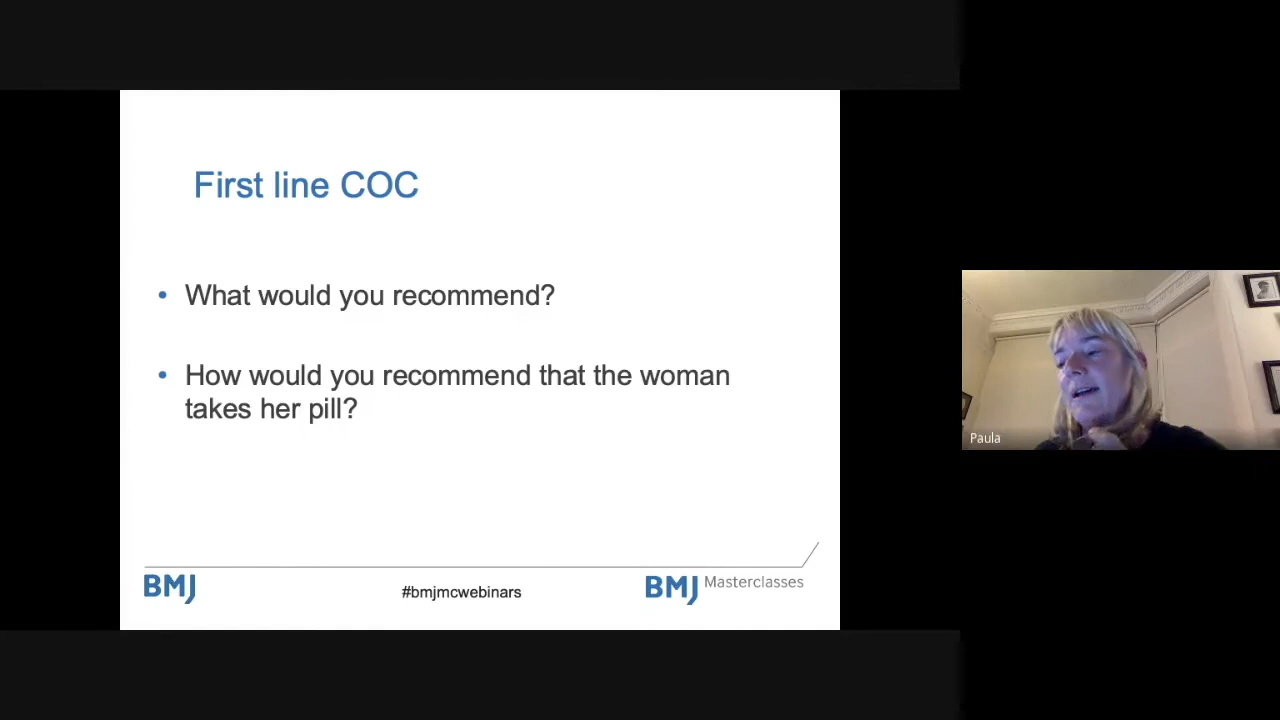 First line COC
• What would you recommend?
• How would you recommend that the woman
takes her pill?
BMJ
#bmjmcwebinars
BMJ Masterclasses
Paula